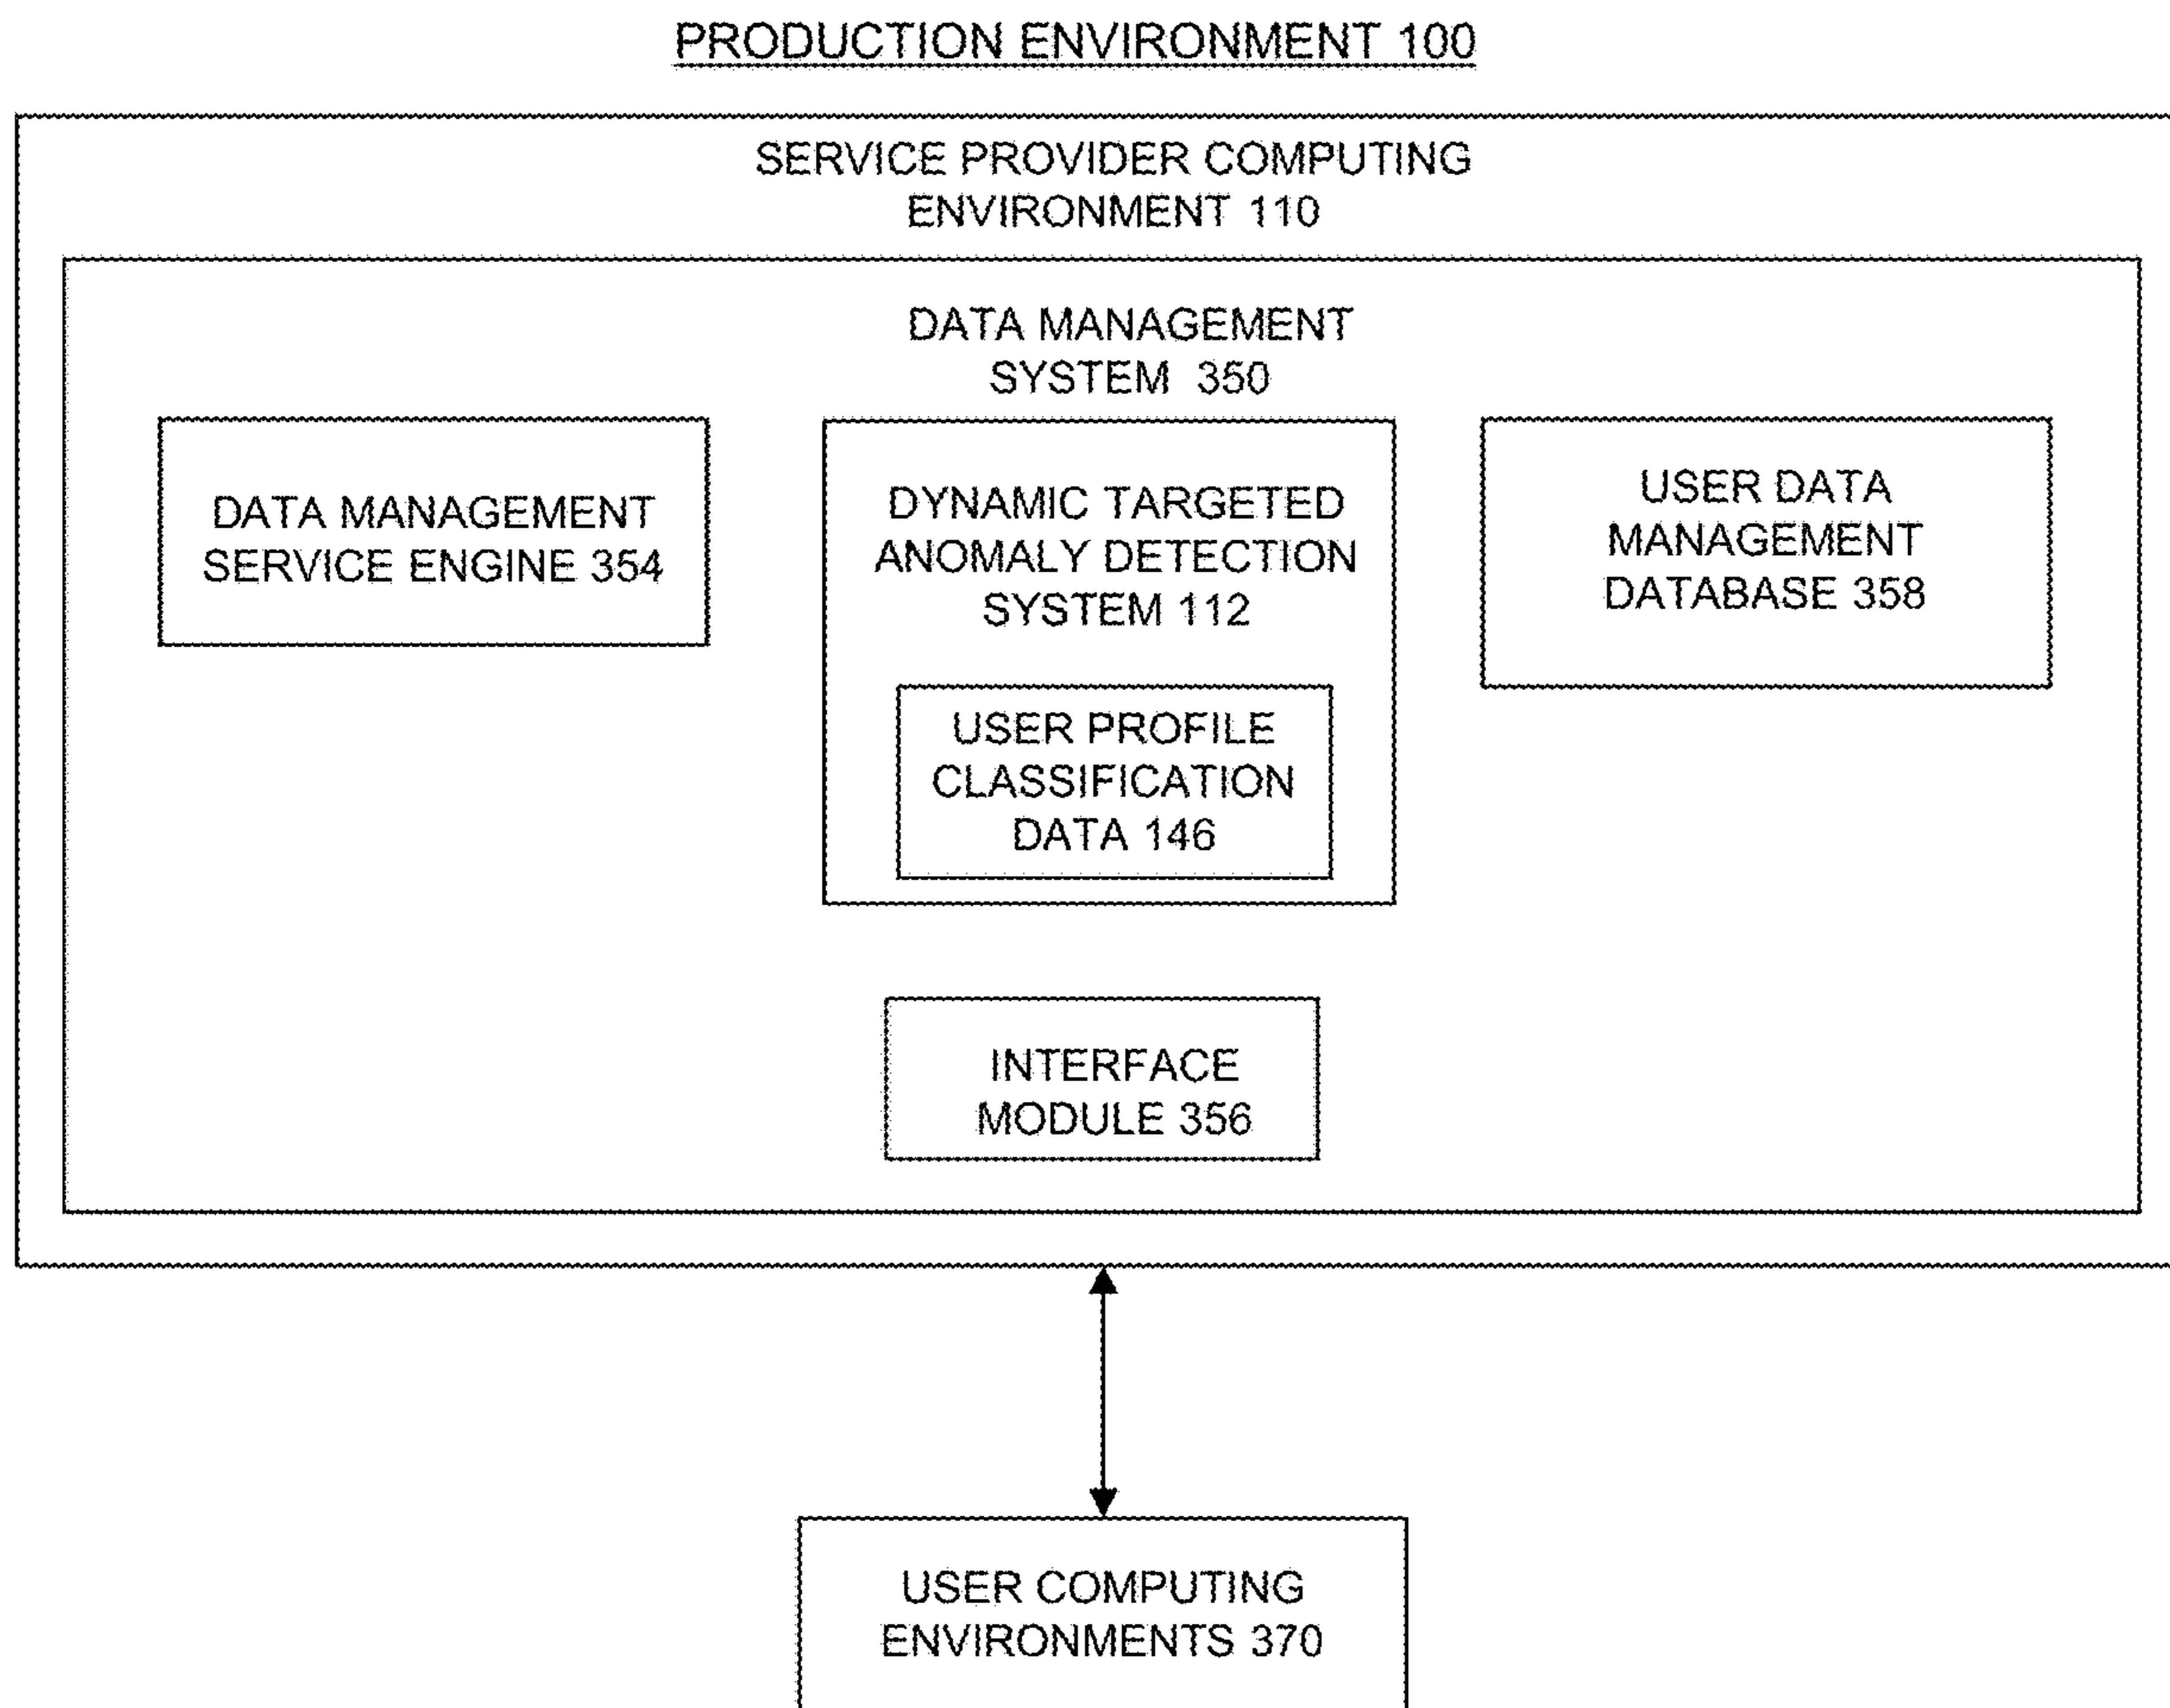 PRODUCTION ENVIRONMENT 100
SERVICE PROVIDER COMPUTING
ENVIRONMENT 110
DATA MANAGEMENT
SYSTEM 350
DATA MANAGEMENT
SERVICE ENGINE 354
DYNAMIC TARGETED
ANOMALY DETECTION
SYSTEM 112
USER PROFILE
CLASSIFICATION
DATA 146
USER DATA
MANAGEMENT
DATABASE 358
INTERFACE
MODULE 356
USER COMPUTING
ENVIRONMENTS 370